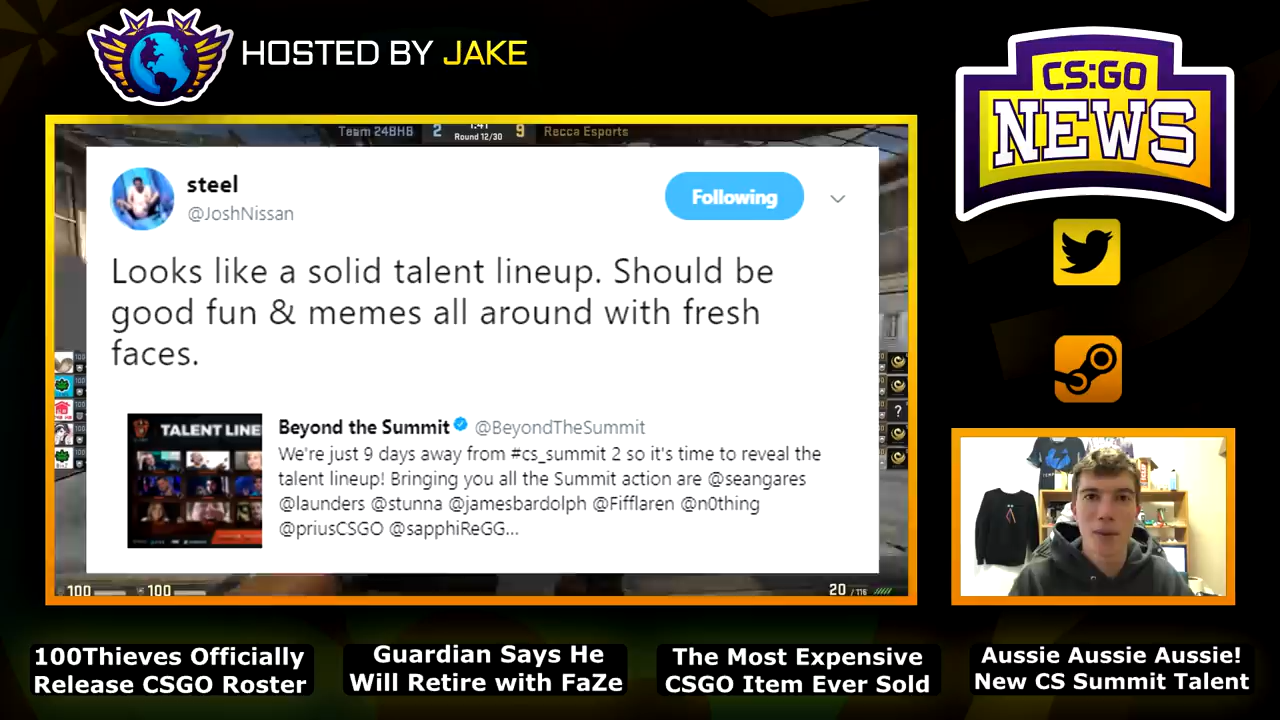 HOSTED BY JAKE
CS:GO
NEWS
Team 24BHB 2 1:41 9 Recca Esports
Round 12/30
steel
@JoshNissan
Following
Looks like a solid talent lineup. Should be
good fun & memes all around with fresh
faces.
TALENT LINE
Beyond the Summit @BeyondTheSummit
We're just 9 days away from #cs_summit 2 so it's time to reveal the
talent lineup! Bringing you all the Summit action are @seangares
@launders @stunna @jamesbardolph @Fifflaren @n0thing
@priusCSGO @sapphiReGG...
100 100 20 / 116
100Thieves Officially
Release CSGO Roster
Guardian Says He
Will Retire with FaZe
The Most Expensive
CSGO Item Ever Sold
Aussie Aussie Aussie!
New CS Summit Talent